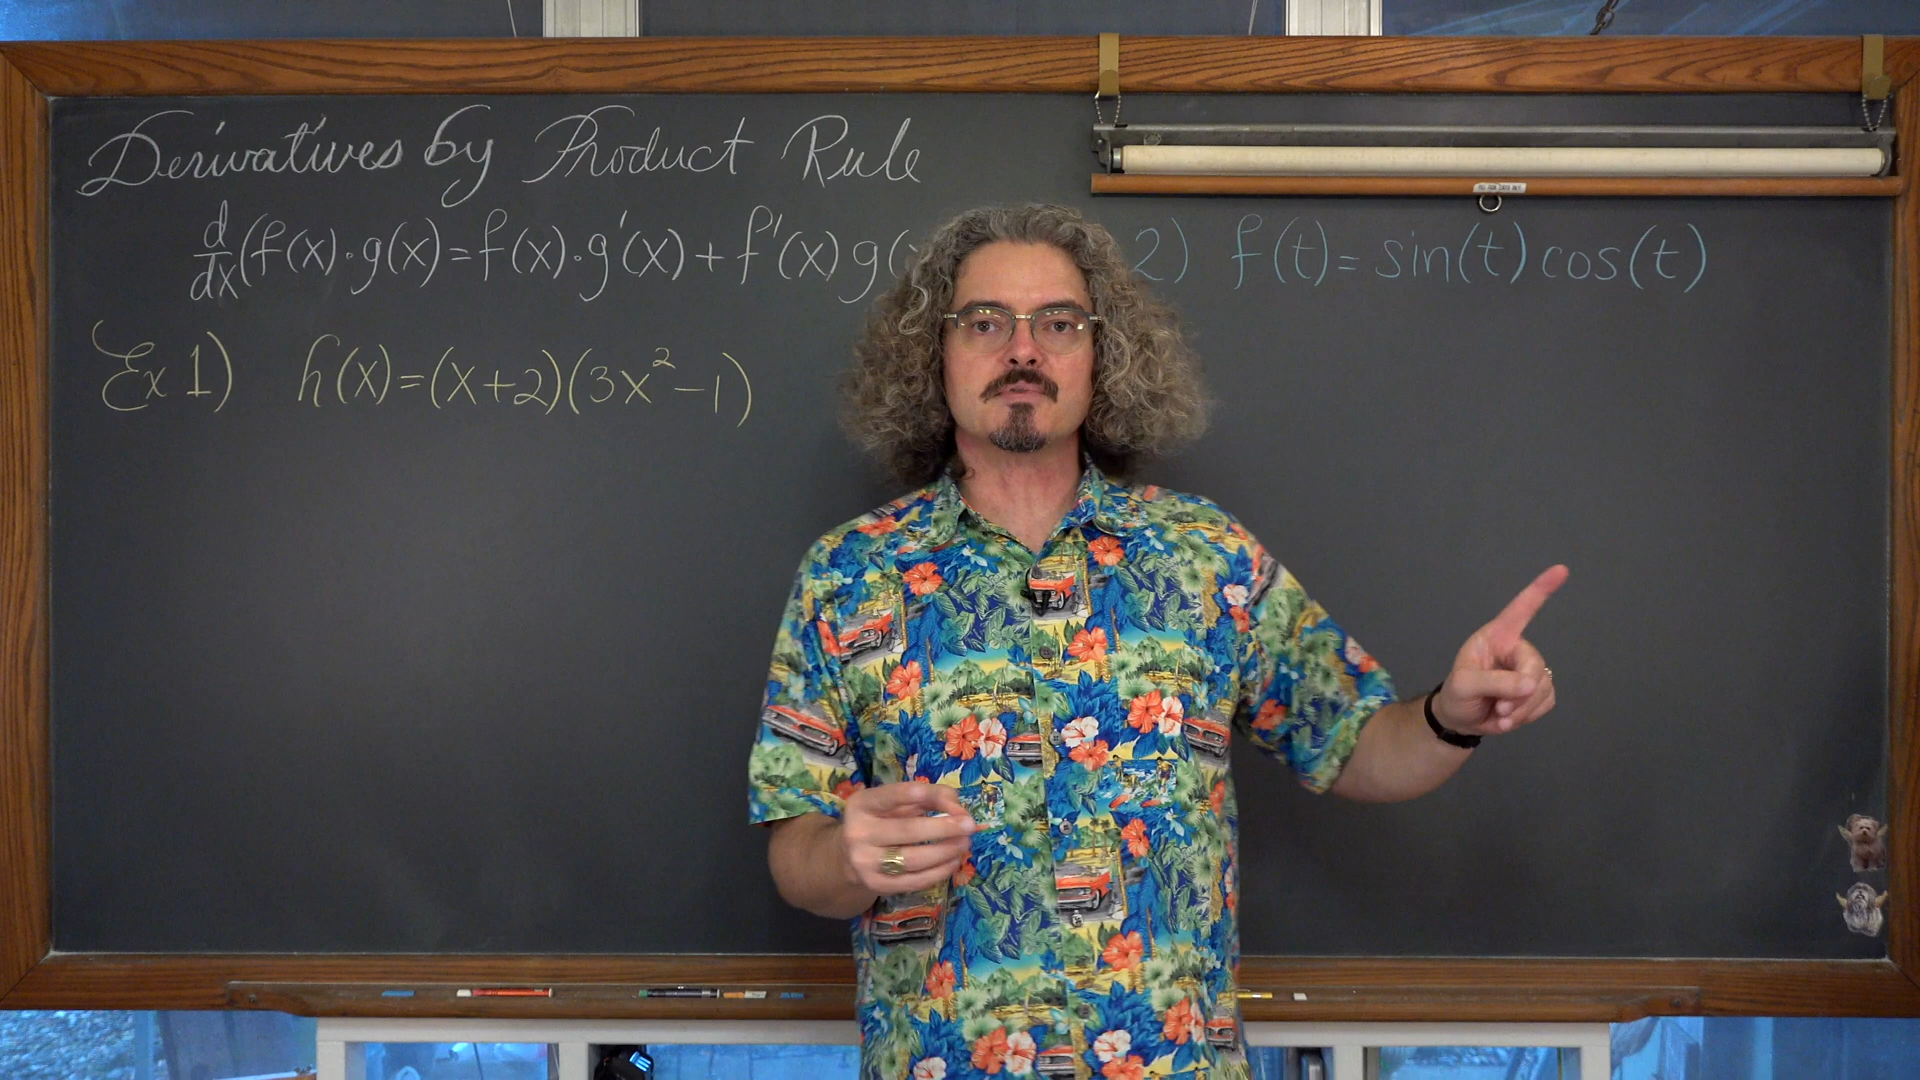 Derivatives by Product Rule
d/dx (f(x)·g(x) = f(x)·g'(x) + f'(x) g(
2) f(t) = sin(t) cos(t)
Ex 1) h(x) = (x+2)(3x²-1)